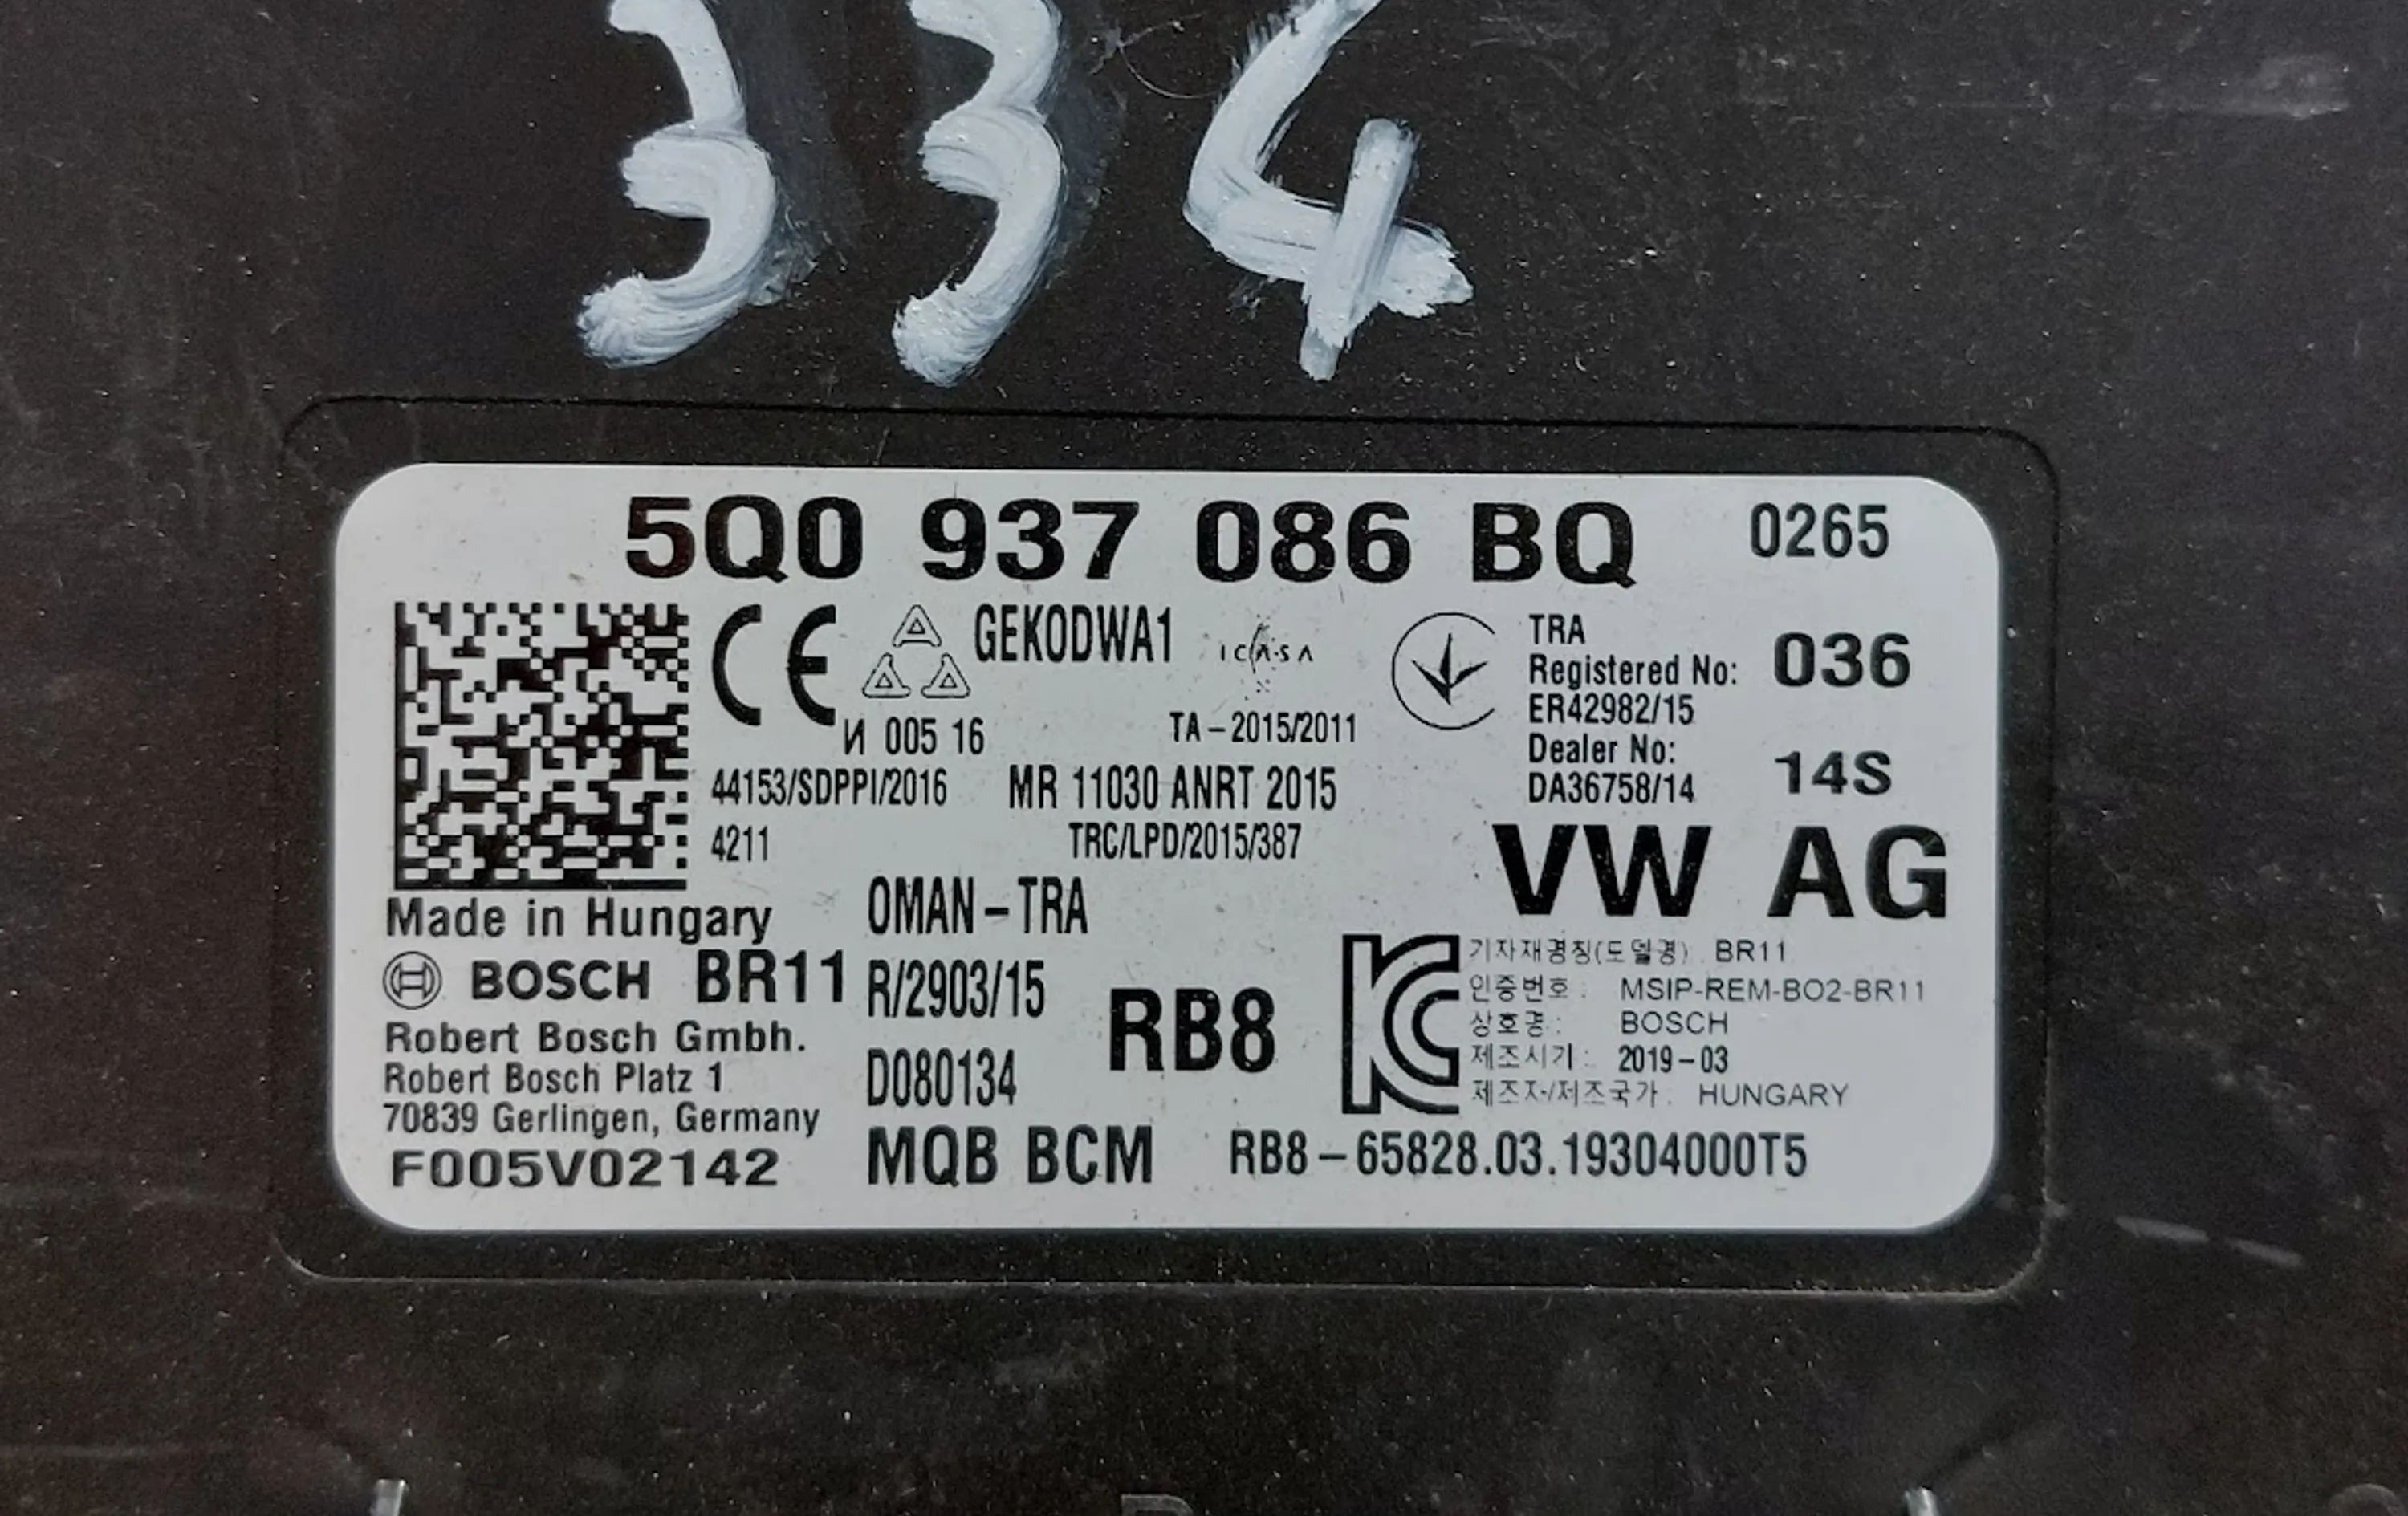 334
5Q0 937 086 BQ 0265
CE GEKODWA1 ICASA TRA
Registered No: 036
ER42982/15
И 005 16 TA-2015/2011
Dealer No:
DA36758/14 14S
44153/SDPPI/2016 MR 11030 ANRT 2015
4211 TRC/LPD/2015/387
VW AG
Made in Hungary OMAN-TRA
BOSCH BR11 R/2903/15 RB8
Robert Bosch Gmbh.
Robert Bosch Platz 1 D080134
70839 Gerlingen, Germany
F005V02142 MQB BCM RB8-65828.03.19304000T5
기자재명칭(모델명) BR11
인증번호 : MSIP-REM-BO2-BR11
상호명 : BOSCH
제조시기 : 2019-03
제조자/제조국가 : HUNGARY